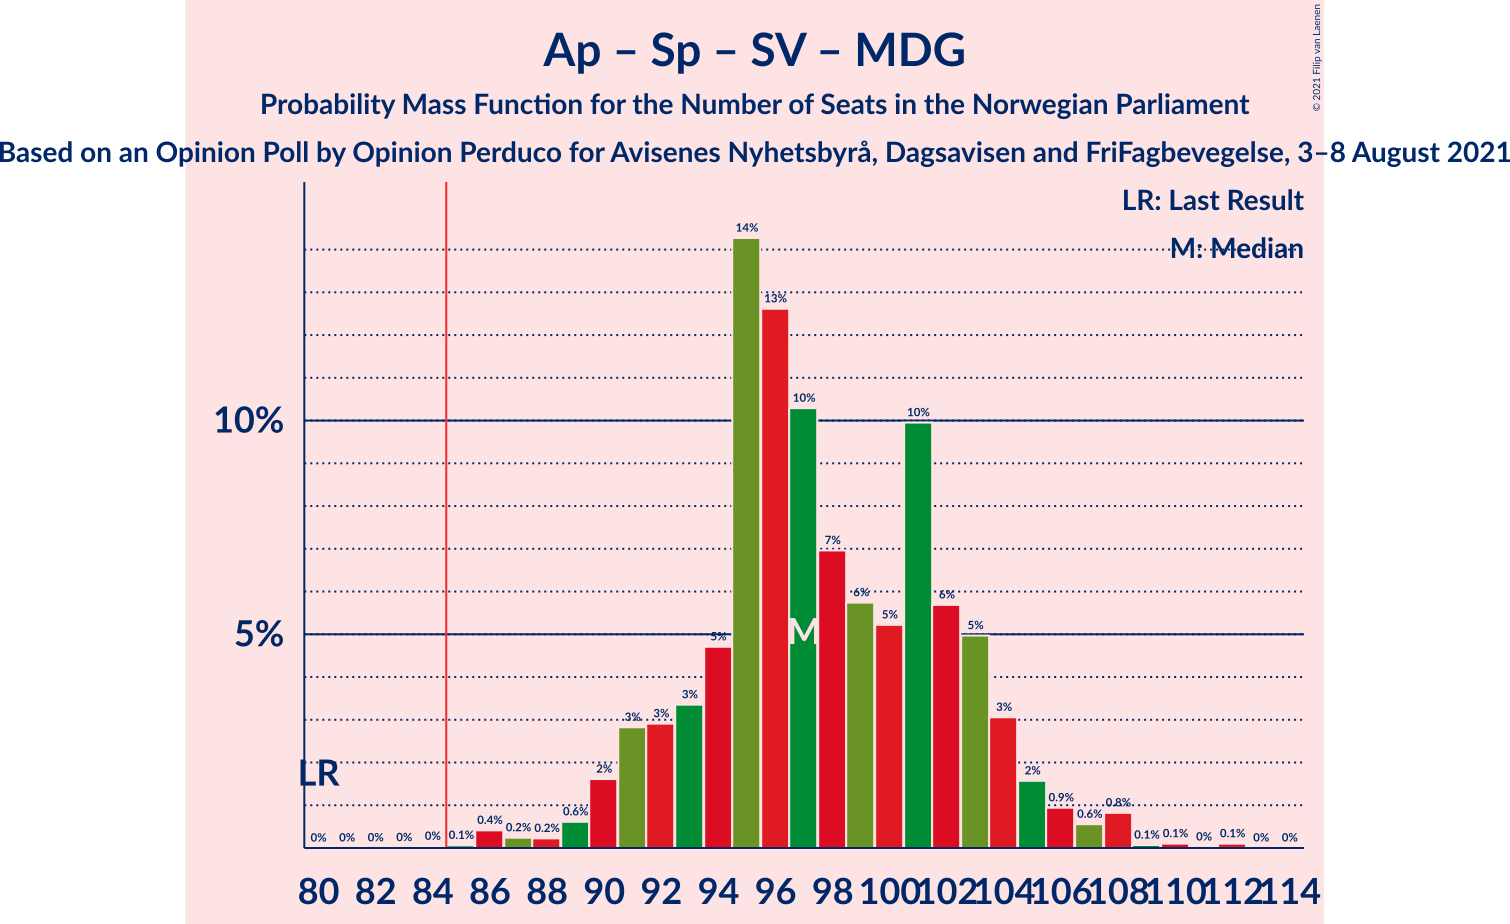 Ap – Sp – SV – MDG
Probability Mass Function for the Number of Seats in the Norwegian Parliament
Based on an Opinion Poll by Opinion Perduco for Avisenes Nyhetsbyrå, Dagsavisen and FriFagbevegelse, 3–8 August 2021
© 2021 Filip van Laenen
LR: Last Result
M: Median
10%
5%
LR
M
0% 0% 0% 0% 0% 0.1% 0.4% 0.2% 0.2% 0.6% 2% 3% 3% 3% 5% 14% 13% 10% 7% 6% 5% 10% 6% 5% 3% 2% 0.9% 0.6% 0.8% 0.1% 0.1% 0% 0.1% 0% 0%
80 82 84 86 88 90 92 94 96 98 100 102 104 106 108 110 112 114